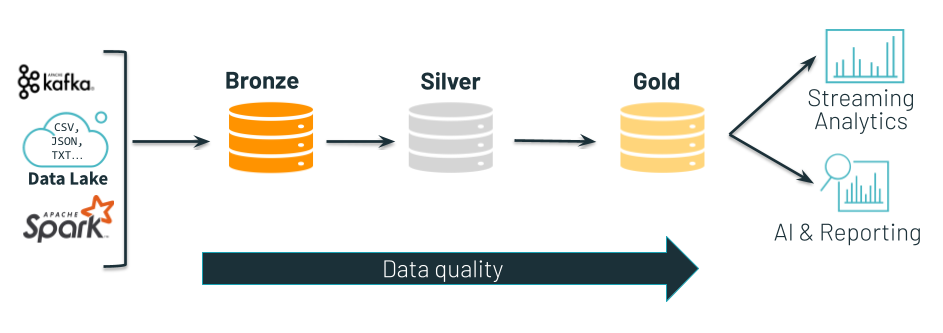 APACHE
kafka
CSV,
JSON,
TXT...
Data Lake
APACHE
Spark
Bronze
Silver
Gold
Streaming
Analytics
AI & Reporting
Data quality